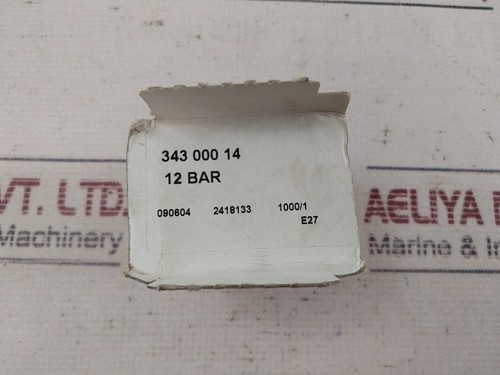 343 000 14
12 BAR
090604 2418133 1000/1
E27
VT. LTD.
Machinery
AELIYA
Marine & In